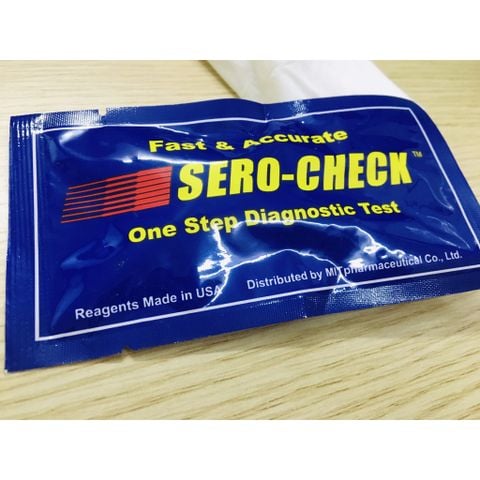 Fast & Accurate
SERO-CHECK™
One Step Diagnostic Test
Reagents Made in USA
Distributed by MITpharmaceutical Co., Ltd.